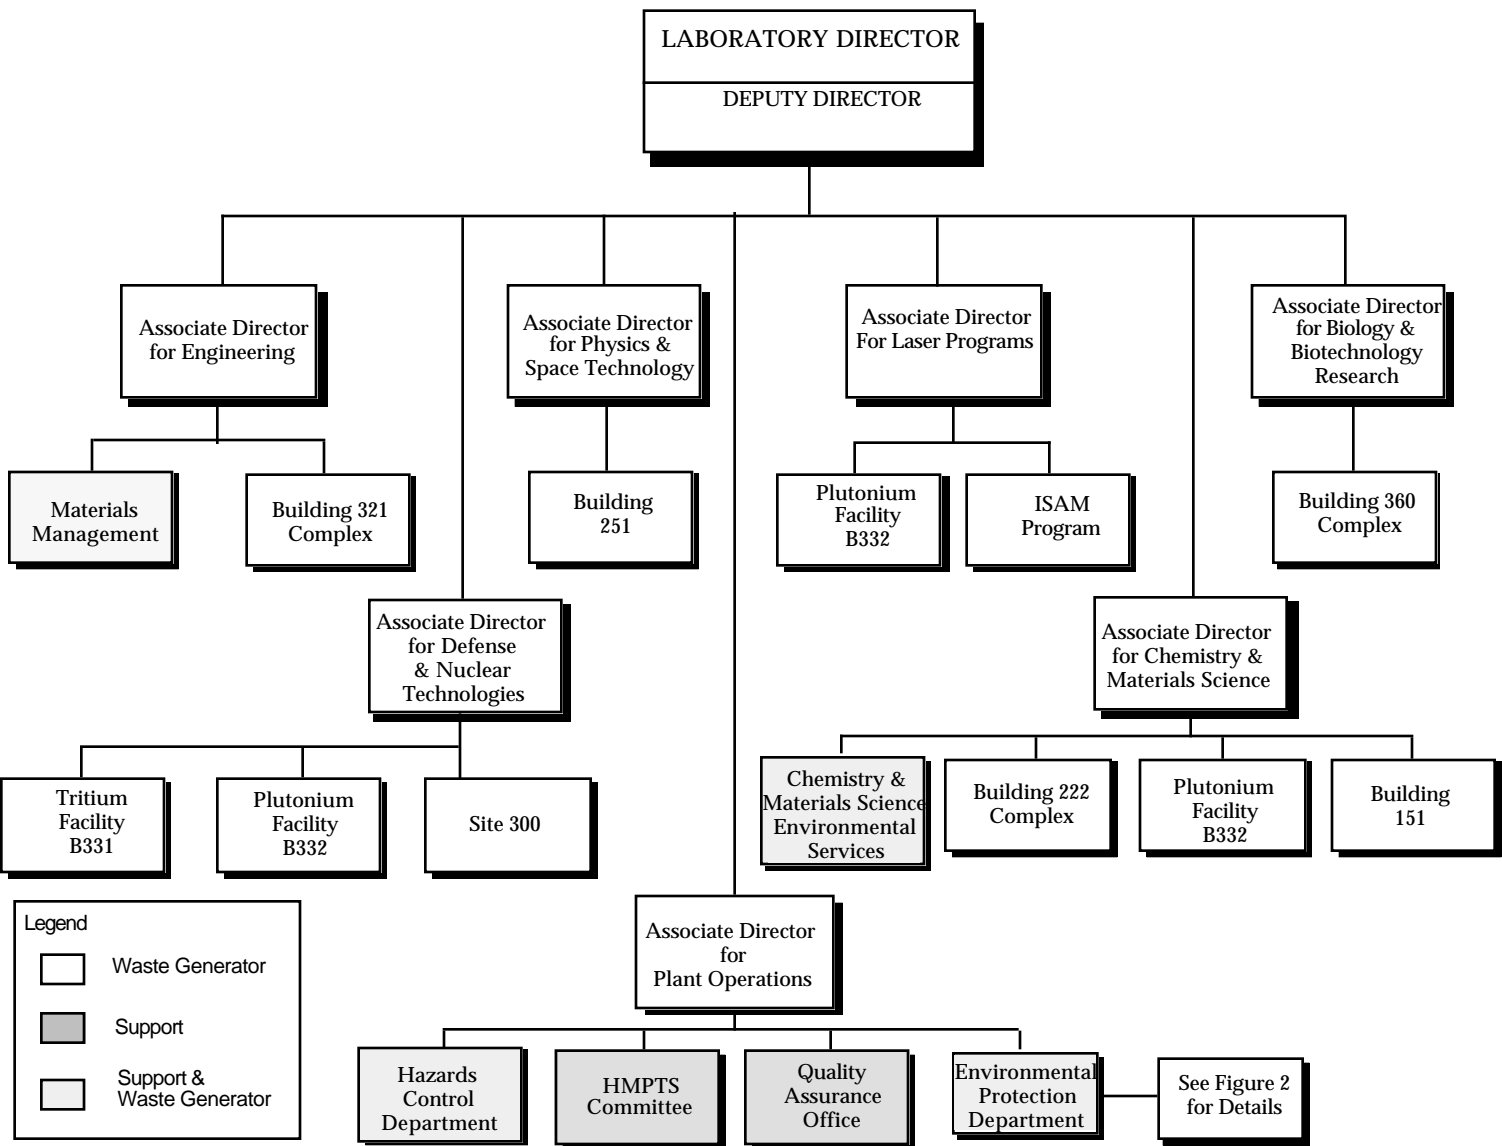 LABORATORY DIRECTOR
DEPUTY DIRECTOR
Associate Director
for Engineering
Associate Director
for Physics &
Space Technology
Associate Director
For Laser Programs
Associate Director
for Biology &
Biotechnology
Research
Materials
Management
Building 321
Complex
Building
251
Plutonium
Facility
B332
ISAM
Program
Building 360
Complex
Associate Director
for Defense
& Nuclear
Technologies
Associate Director
for Chemistry &
Materials Science
Tritium
Facility
B331
Plutonium
Facility
B332
Site 300
Chemistry &
Materials Science
Environmental
Services
Building 222
Complex
Plutonium
Facility
B332
Building
151
Associate Director
for
Plant Operations
Legend
Waste Generator
Support
Support &
Waste Generator
Hazards
Control
Department
HMPTS
Committee
Quality
Assurance
Office
Environmental
Protection
Department
See Figure 2
for Details